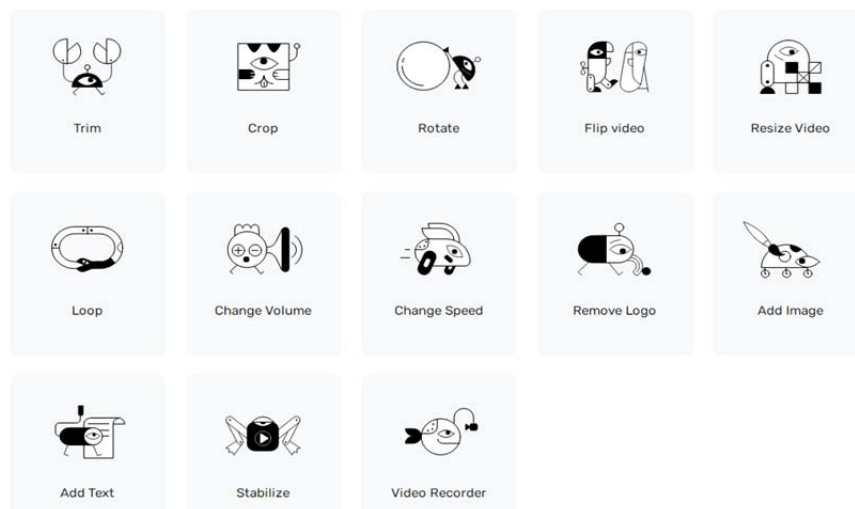 Trim
Crop
Rotate
Flip video
Resize Video
Loop
Change Volume
Change Speed
Remove Logo
Add Image
Add Text
Stabilize
Video Recorder